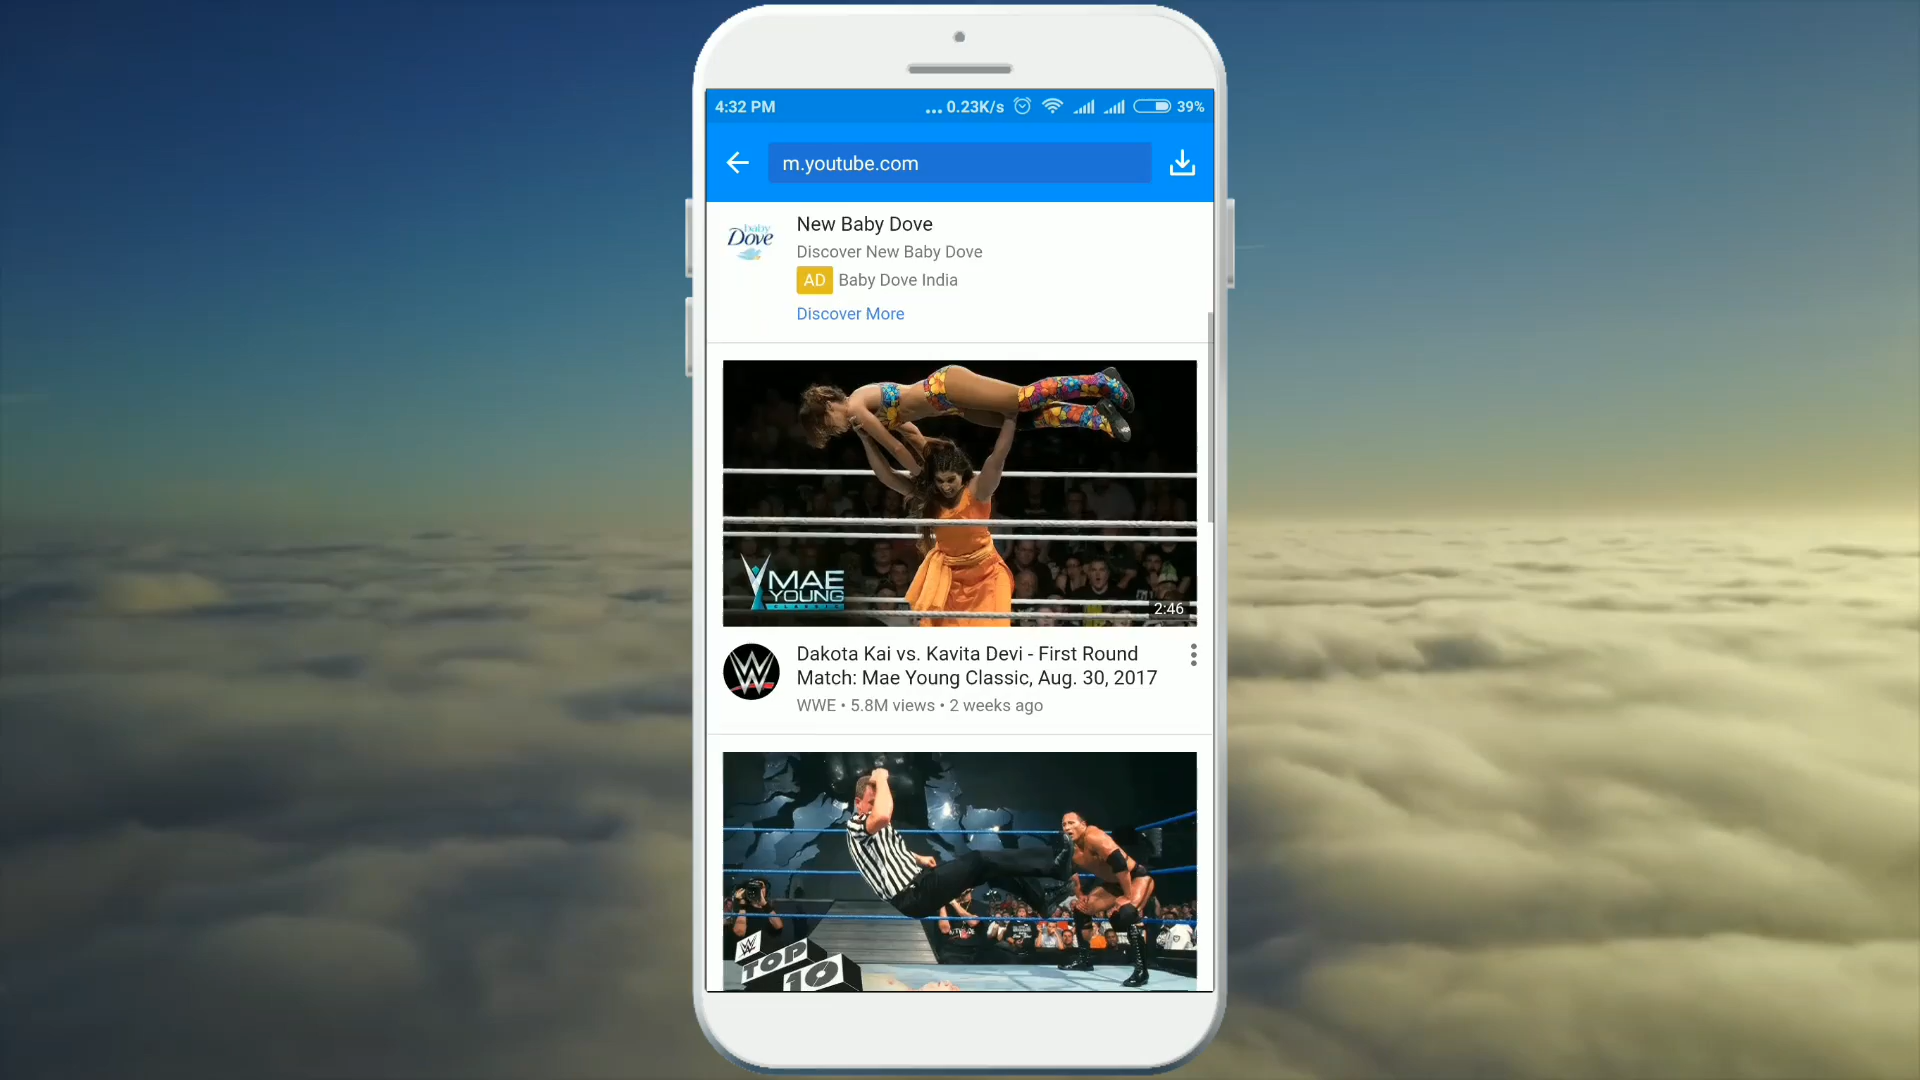 4:32 PM
... 0.23K/s
39%
m.youtube.com
baby
Dove
New Baby Dove
Discover New Baby Dove
AD Baby Dove India
Discover More
MAE
YOUNG
CLASSIC
2:46
Dakota Kai vs. Kavita Devi - First Round
Match: Mae Young Classic, Aug. 30, 2017
WWE • 5.8M views • 2 weeks ago
TOP
10